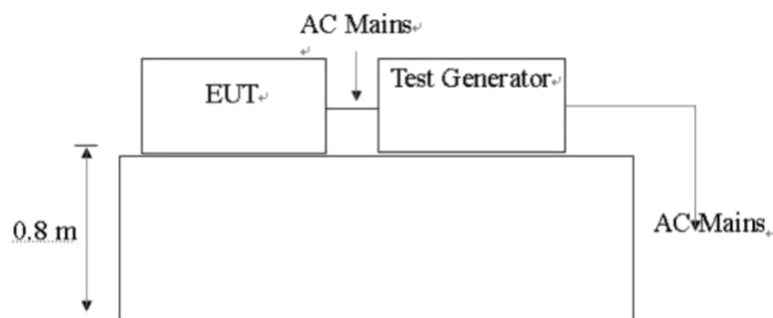 AC Mains
EUT
Test Generator
0.8 m
AC Mains